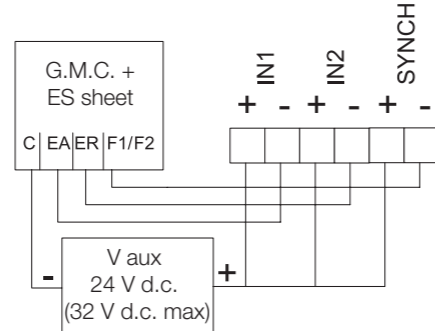 G.M.C. +
ES sheet
C EA ER F1/F2
IN1 IN2 SYNCH
+ - + - + -
- V aux +
24 V d.c.
(32 V d.c. max)